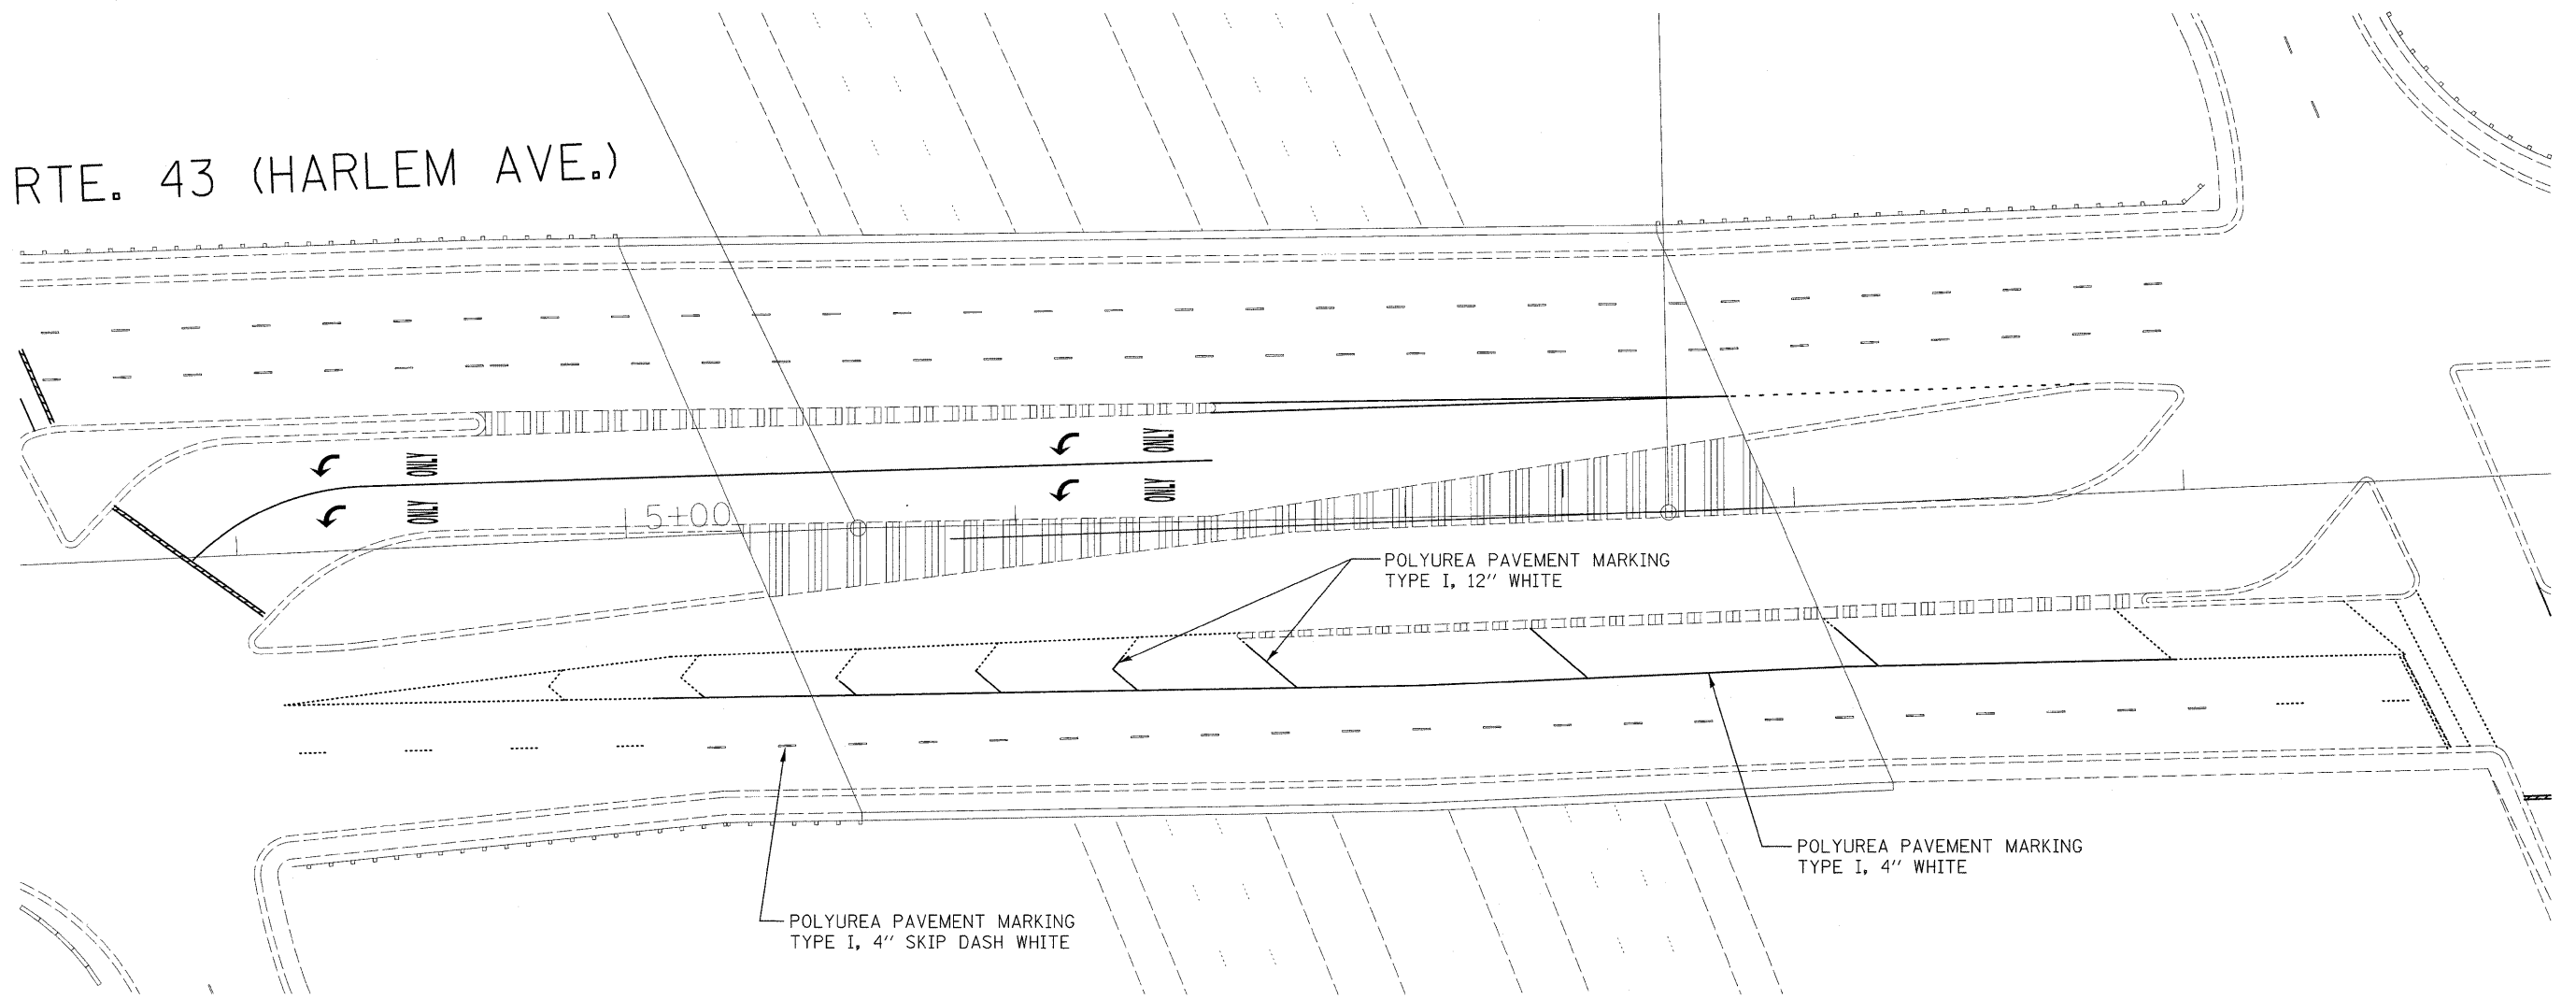 RTE. 43 (HARLEM AVE.)
ONLY
ONLY
ONLY
ONLY
5+00
POLYUREA PAVEMENT MARKING
TYPE I, 12" WHITE
POLYUREA PAVEMENT MARKING
TYPE I, 4" WHITE
POLYUREA PAVEMENT MARKING
TYPE I, 4" SKIP DASH WHITE